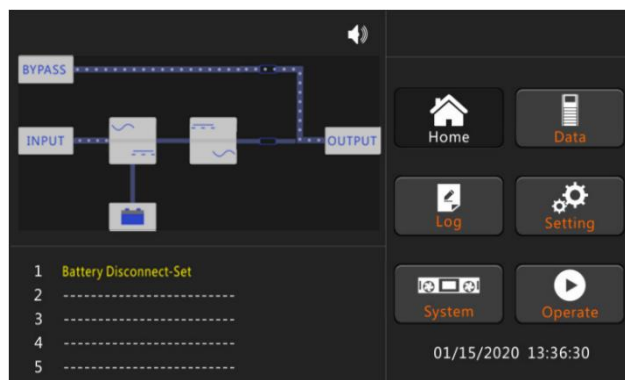 BYPASS
INPUT
OUTPUT
1 Battery Disconnect-Set
2 -------------------------
3 -------------------------
4 -------------------------
5 -------------------------
Home
Data
Log
Setting
System
Operate
01/15/2020 13:36:30